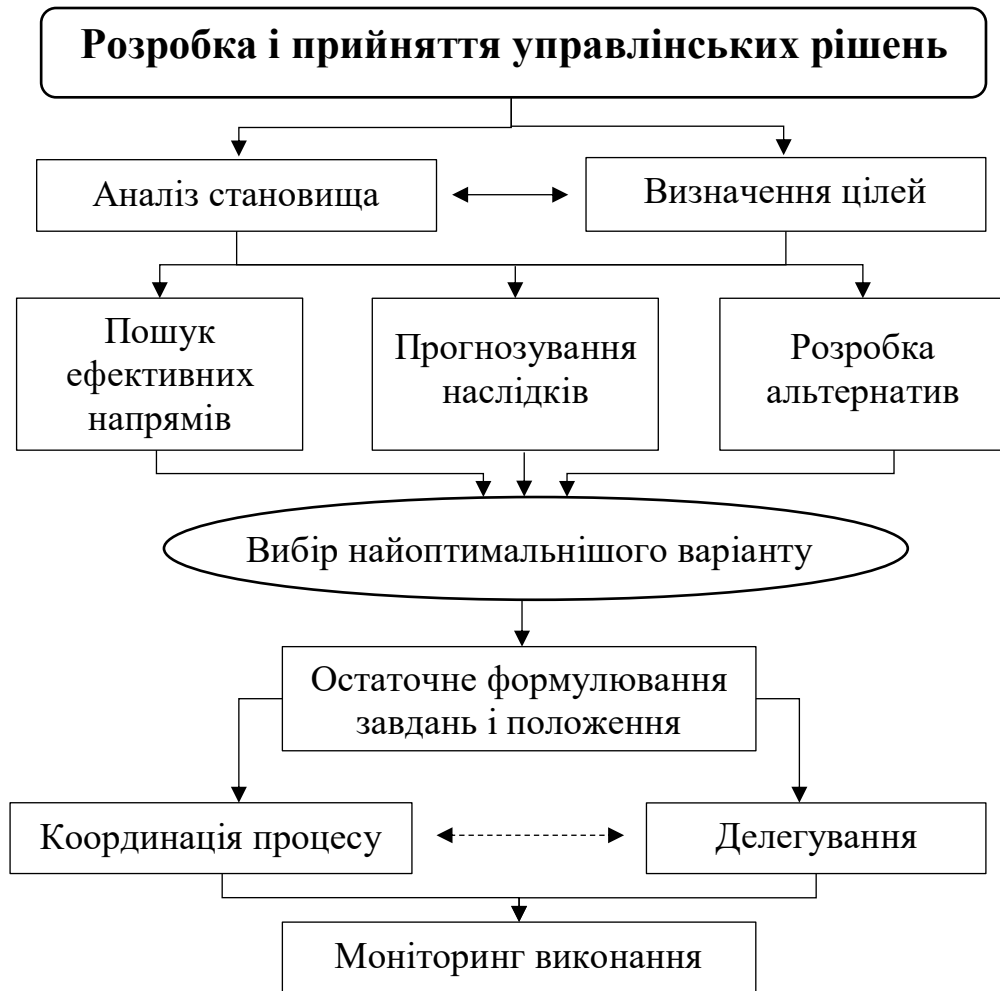 Розробка і прийняття управлінських рішень
Аналіз становища
Визначення цілей
Пошук
ефективних
напрямів
Прогнозування
наслідків
Розробка
альтернатив
Вибір найоптимальнішого варіанту
Остаточне формулювання
завдань і положення
Координація процесу
Делегування
Моніторинг виконання